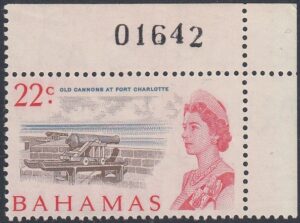 01642
22c
OLD CANNONS AT FORT CHARLOTTE
BAHAMAS